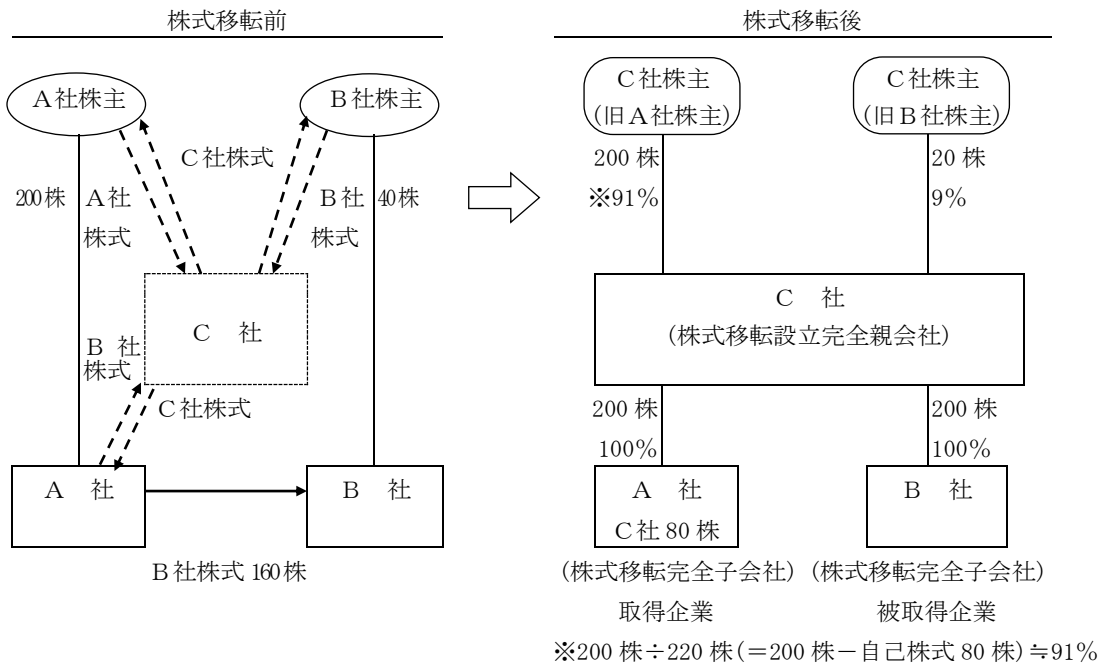 株式移転前
A社株主
B社株主
C社株式
200株
A社
株式
B社
株式
40株
C 社
B 社
株式
C社株式
A 社
B 社
B社株式 160株
株式移転後
C社株主
(旧A社株主)
C社株主
(旧B社株主)
200 株
※91%
20 株
9%
C 社
(株式移転設立完全親会社)
200 株
100%
200 株
100%
A 社
C社 80 株
B 社
(株式移転完全子会社)
(株式移転完全子会社)
取得企業
被取得企業
※200 株÷220 株(=200 株-自己株式 80 株)≒91%